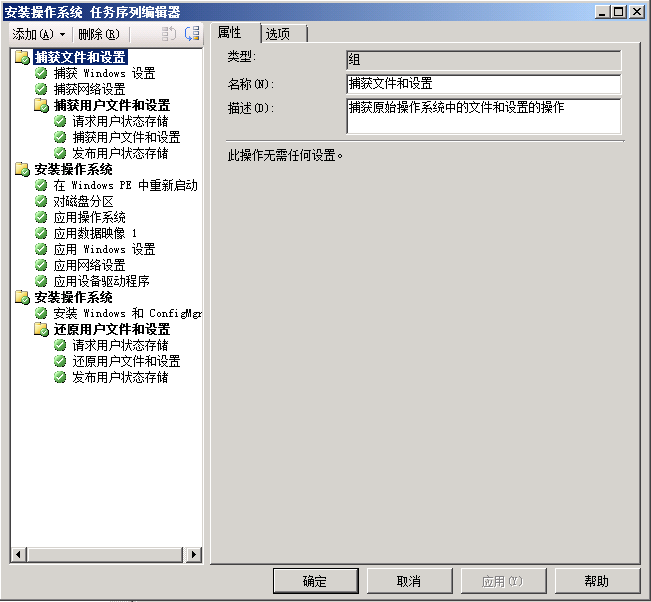 安装操作系统 任务序列编辑器
添加(A) 删除(R)
属性 选项
捕获文件和设置
捕获 Windows 设置
捕获网络设置
捕获用户文件和设置
请求用户状态存储
捕获用户文件和设置
发布用户状态存储
安装操作系统
在 Windows PE 中重新启动
对磁盘分区
应用操作系统
应用数据映像 1
应用 Windows 设置
应用网络设置
应用设备驱动程序
安装操作系统
安装 Windows 和 ConfigMgr
还原用户文件和设置
请求用户状态存储
还原用户文件和设置
发布用户状态存储
类型: 组
名称(N): 捕获文件和设置
描述(D): 捕获原始操作系统中的文件和设置的操作
此操作无需任何设置。
确定 取消 应用(Y) 帮助